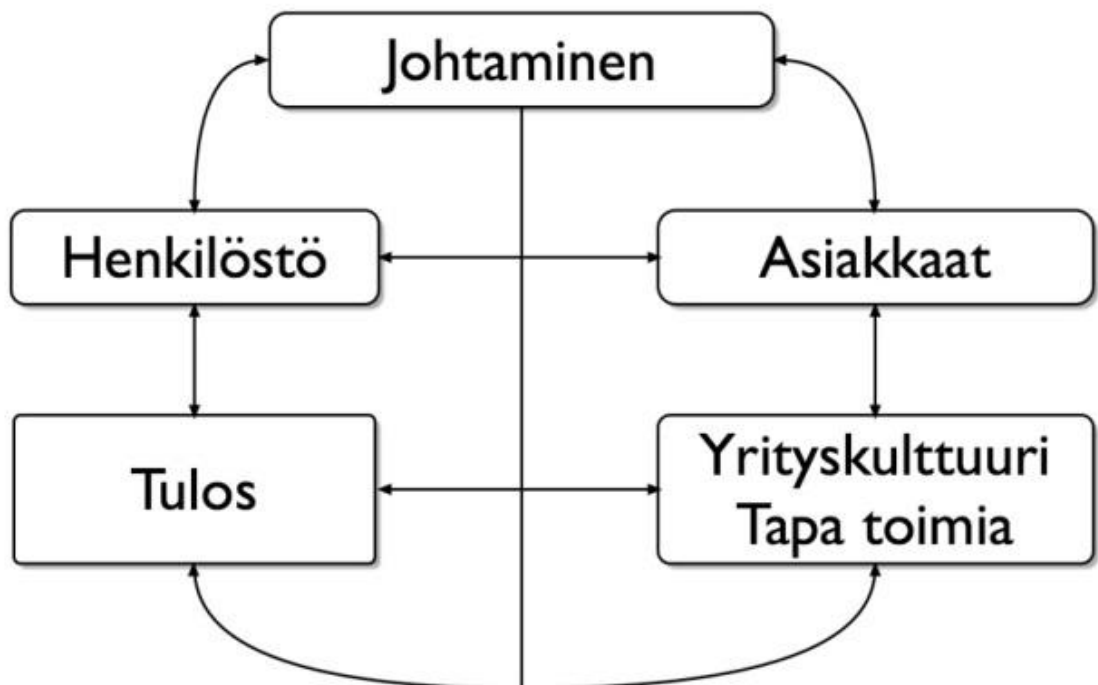 Johtaminen
Henkilöstö
Asiakkaat
Tulos
Yrityskulttuuri
Tapa toimia